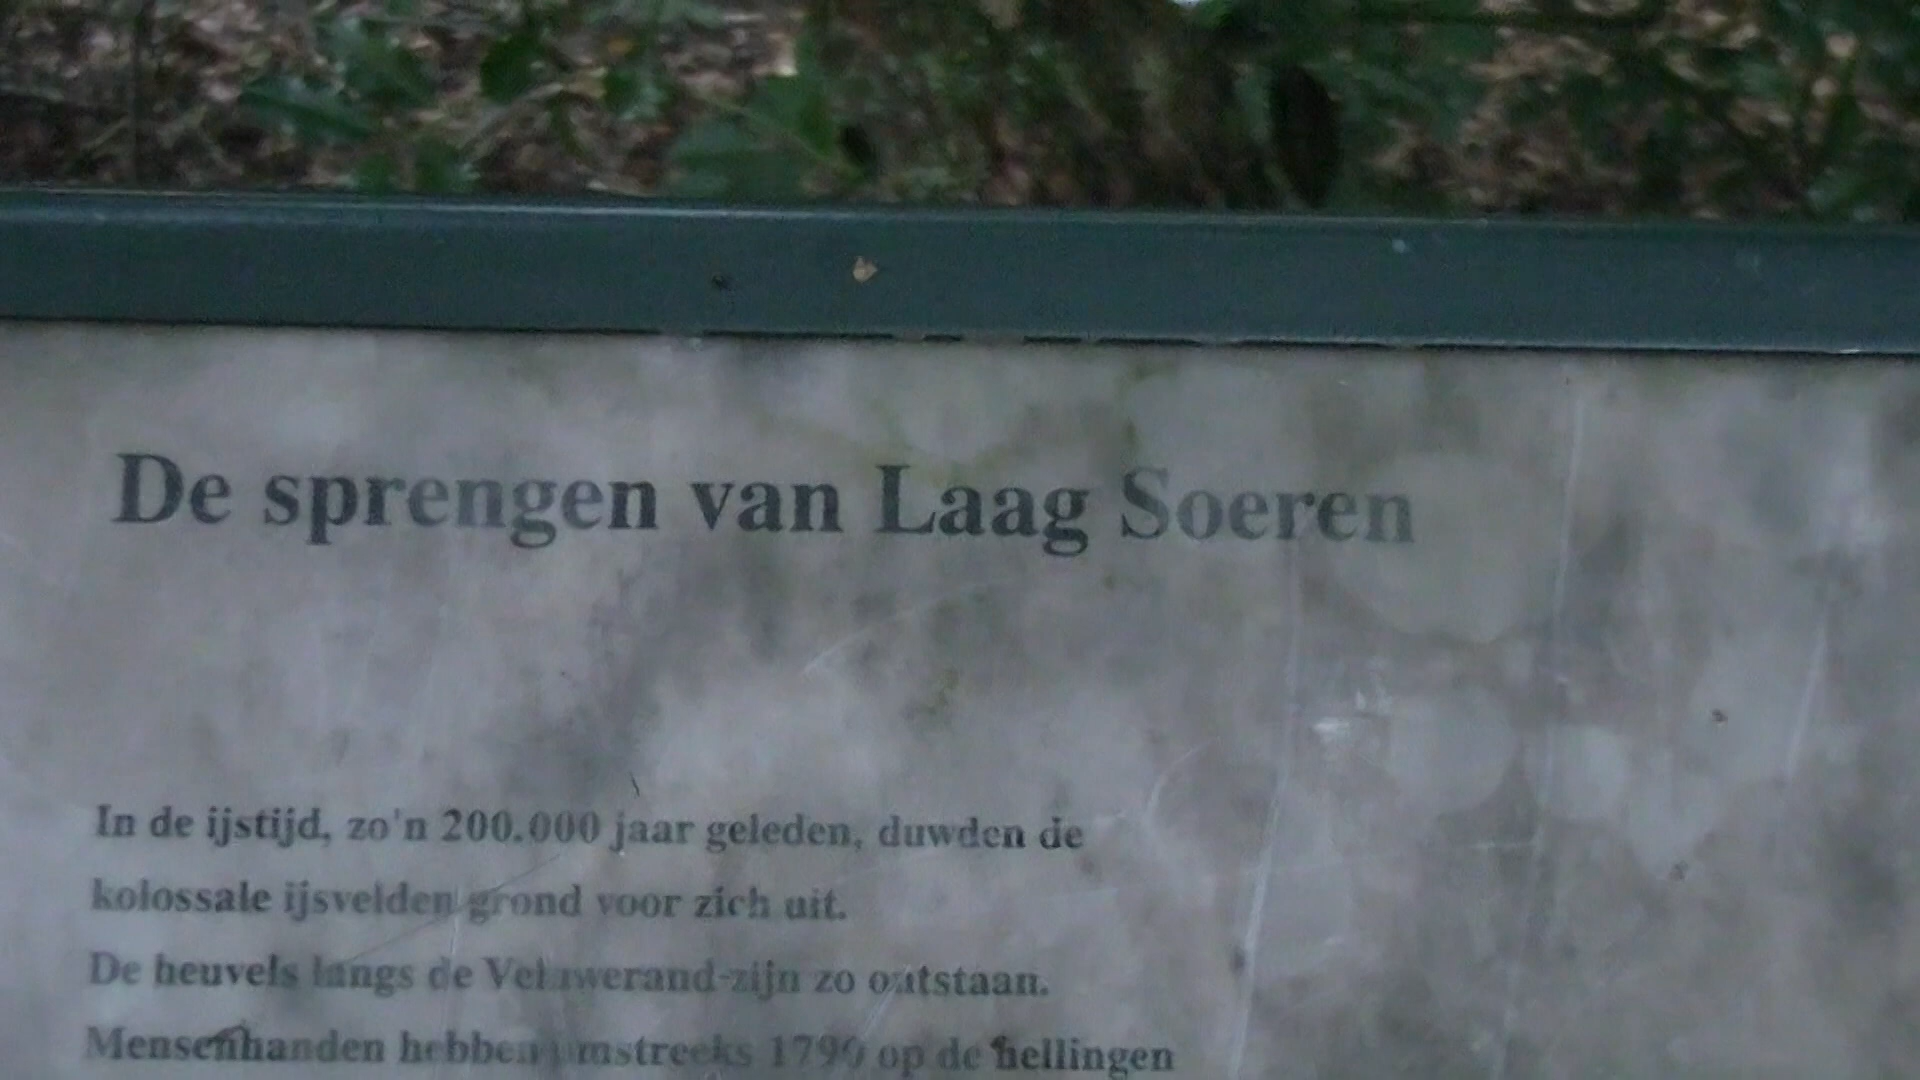 De sprengen van Laag Soeren
In de ijstijd, zo'n 200.000 jaar geleden, duwden de
kolossale ijsvelden grond voor zich uit.
De heuvels langs de Veluwerand zijn zo ontstaan.
Mensenhanden hebben omstreeks 1790 op de hellingen